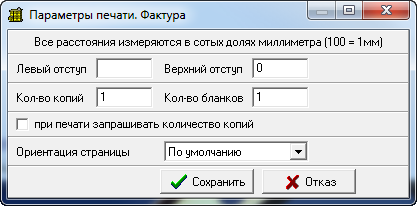 Параметры печати. Фактура
Все расстояния измеряются в сотых долях миллиметра (100 = 1мм)
Левый отступ Верхний отступ 0
Кол-во копий 1 Кол-во бланков 1
при печати запрашивать количество копий
Ориентация страницы По умолчанию
Сохранить Отказ